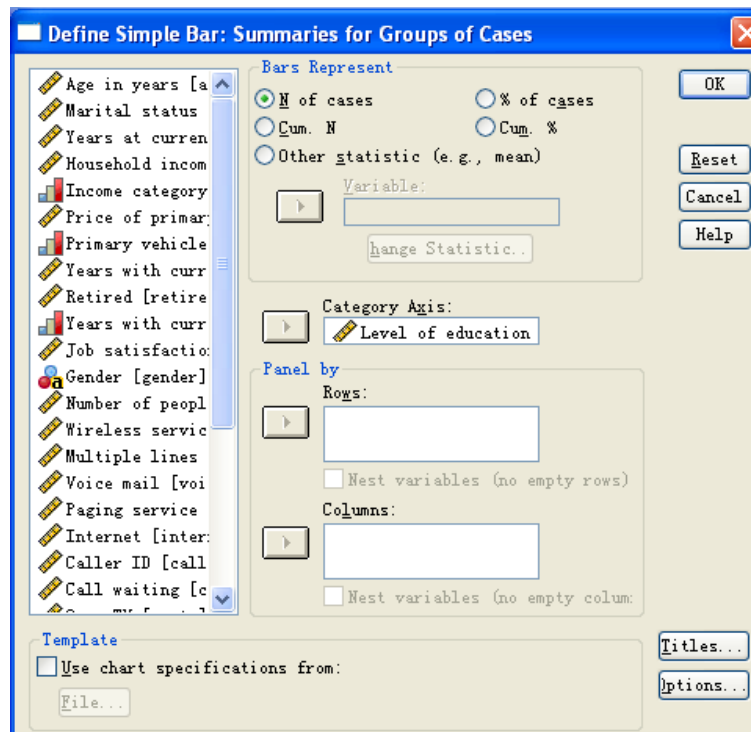 Define Simple Bar: Summaries for Groups of Cases
Age in years [a
Marital status
Years at curren
Household incom
Income category
Price of primar
Primary vehicle
Years with curr
Retired [retire
Years with curr
Job satisfactio
Gender [gender]
Number of peopl
Wireless servic
Multiple lines
Voice mail [voi
Paging service
Internet [inter
Caller ID [call
Call waiting [c
Bars Represent
N of cases
% of cases
Cum. N
Cum. %
Other statistic (e.g., mean)
Variable:
hange Statistic..
Category Axis:
Level of education
Panel by
Rows:
Nest variables (no empty rows)
Columns:
Nest variables (no empty colum
OK
Reset
Cancel
Help
Template
Use chart specifications from:
File...
Titles...
ptions...